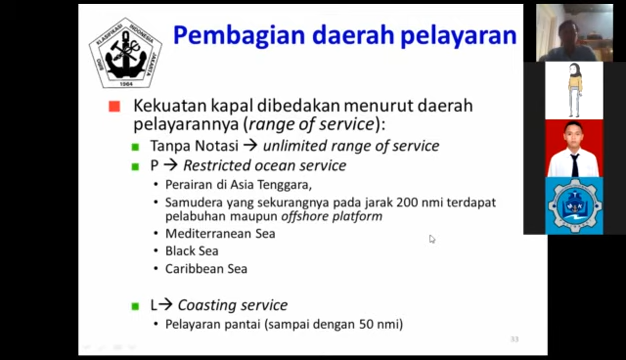 Pembagian daerah pelayaran
KLASIFIKASI INDONESIA
BIRO
JAKARTA
1964
Kekuatan kapal dibedakan menurut daerah
pelayarannya (range of service):
Tanpa Notasi → unlimited range of service
P → Restricted ocean service
• Perairan di Asia Tenggara,
• Samudera yang sekurangnya pada jarak 200 nmi terdapat
pelabuhan maupun offshore platform
• Mediterranean Sea
• Black Sea
• Caribbean Sea
L→ Coasting service
• Pelayaran pantai (sampai dengan 50 nmi)
33